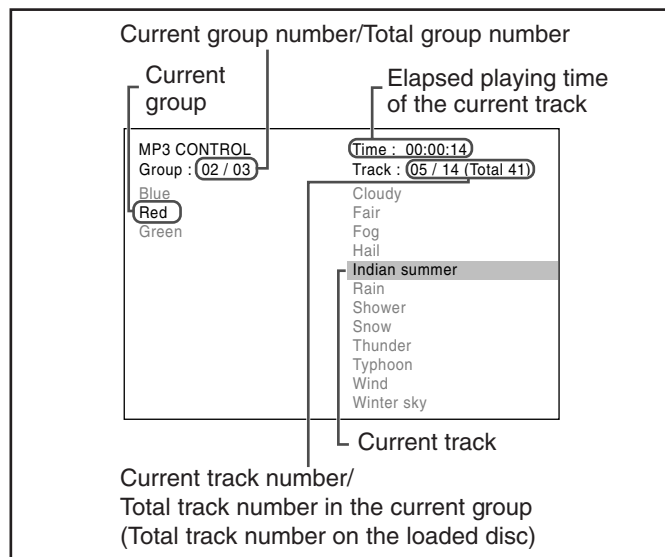 Current group number/Total group number
Current
group
Elapsed playing time
of the current track
MP3 CONTROL
Group : 02 / 03
Blue
Red
Green
Time : 00:00:14
Track : 05 / 14 (Total 41)
Cloudy
Fair
Fog
Hail
Indian summer
Rain
Shower
Snow
Thunder
Typhoon
Wind
Winter sky
Current track
Current track number/
Total track number in the current group
(Total track number on the loaded disc)